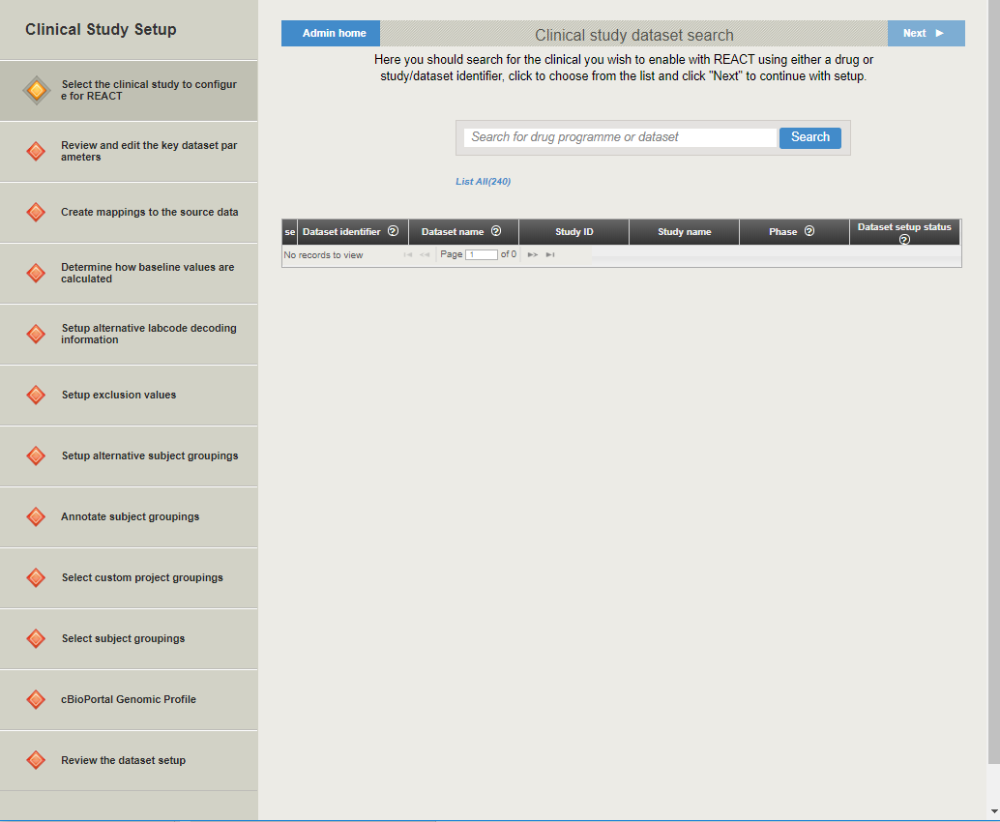 Clinical Study Setup
Select the clinical study to configur
e for REACT
Review and edit the key dataset par
ameters
Create mappings to the source data
Determine how baseline values are
calculated
Setup alternative labcode decoding
information
Setup exclusion values
Setup alternative subject groupings
Annotate subject groupings
Select custom project groupings
Select subject groupings
cBioPortal Genomic Profile
Review the dataset setup
Admin home
Clinical study dataset search
Next
Here you should search for the clinical you wish to enable with REACT using either a drug or
study/dataset identifier, click to choose from the list and click "Next" to continue with setup.
Search for drug programme or dataset
Search
List All(240)
se Dataset identifier ? Dataset name ? Study ID Study name Phase ? Dataset setup status ?
No records to view Page 1 of 0